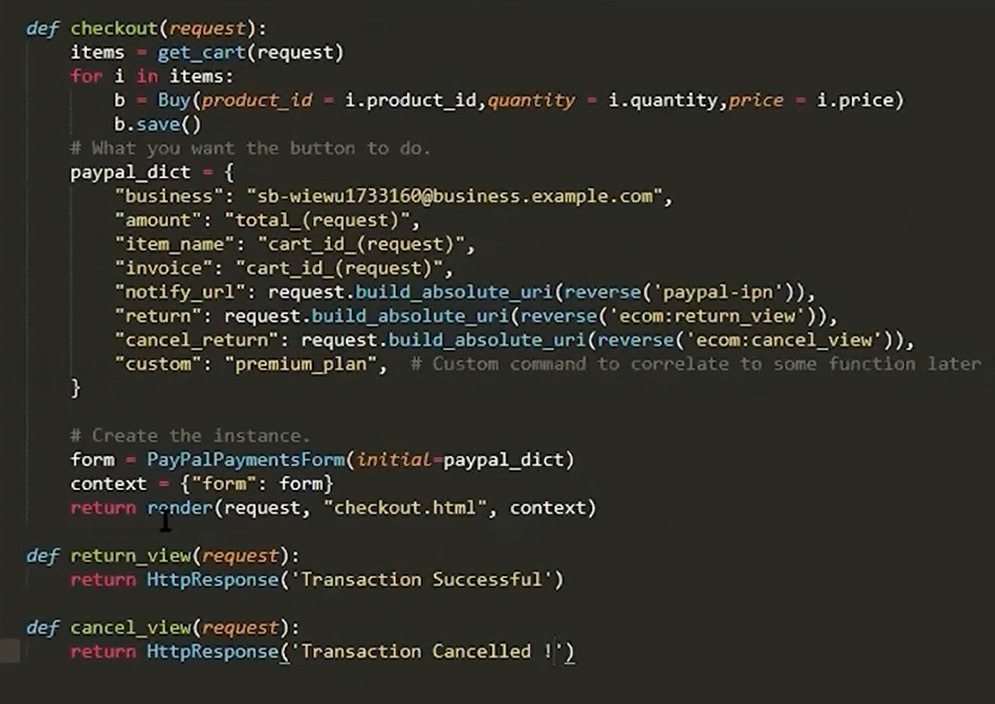 def checkout(request):
    items = get_cart(request)
    for i in items:
        b = Buy(product_id = i.product_id,quantity = i.quantity,price = i.price)
        b.save()
    # What you want the button to do.
    paypal_dict = {
        "business": "sb-wiewu1733160@business.example.com",
        "amount": "total_(request)",
        "item_name": "cart_id_(request)",
        "invoice": "cart_id_(request)",
        "notify_url": request.build_absolute_uri(reverse('paypal-ipn')),
        "return": request.build_absolute_uri(reverse('ecom:return_view')),
        "cancel_return": request.build_absolute_uri(reverse('ecom:cancel_view')),
        "custom": "premium_plan",  # Custom command to correlate to some function later
    }
    # Create the instance.
    form = PayPalPaymentsForm(initial=paypal_dict)
    context = {"form": form}
    return render(request, "checkout.html", context)
def return_view(request):
    return HttpResponse('Transaction Successful')
def cancel_view(request):
    return HttpResponse('Transaction Cancelled !')